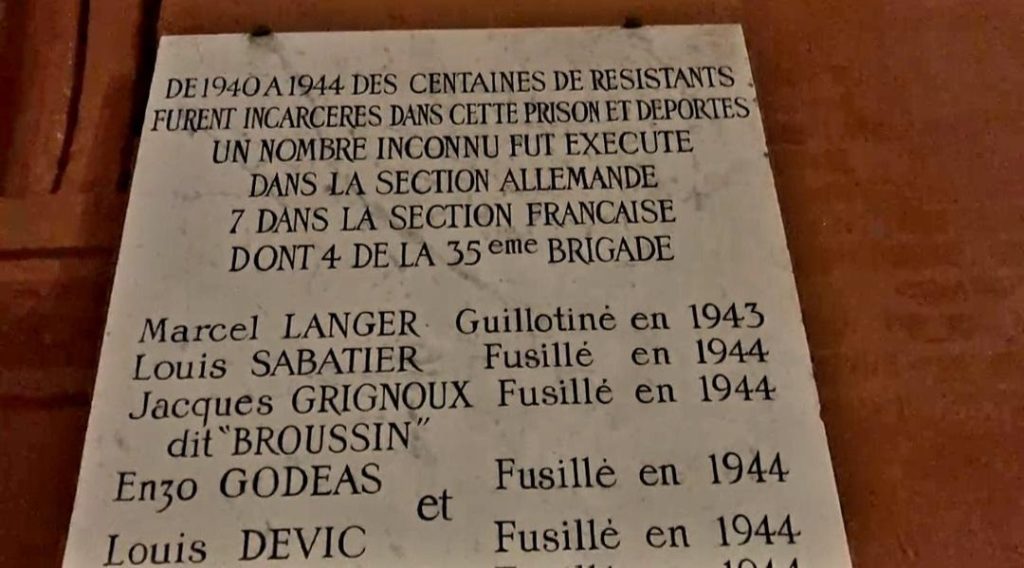 DE 1940 A 1944 DES CENTAINES DE RESISTANTS
FURENT INCARCERES DANS CETTE PRISON ET DEPORTES
UN NOMBRE INCONNU FUT EXECUTE
DANS LA SECTION ALLEMANDE
7 DANS LA SECTION FRANCAISE
DONT 4 DE LA 35eme BRIGADE
Marcel LANGER Guillotiné en 1943
Louis SABATIER Fusillé en 1944
Jacques GRIGNOUX Fusillé en 1944
dit "BROUSSIN"
Enzo GODEAS Fusillé en 1944
et
Louis DEVIC Fusillé en 1944